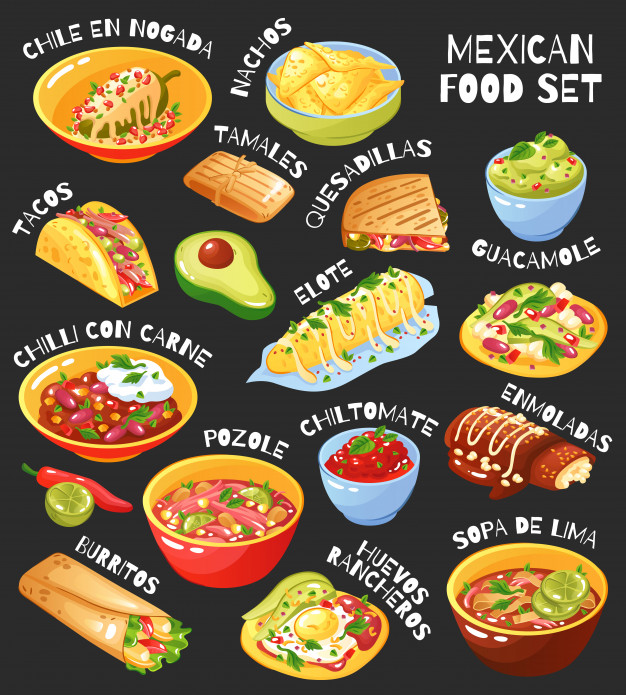 CHILE EN NOGADA
NACHOS
MEXICAN
FOOD SET
TAMALES
QUESADILLAS
TACOS
GUACAMOLE
ELOTE
CHILLI CON CARNE
ENMOLADAS
CHILTOMATE
POZOLE
SOPA DE LIMA
BURRITOS
HUEVOS
RANCHEROS